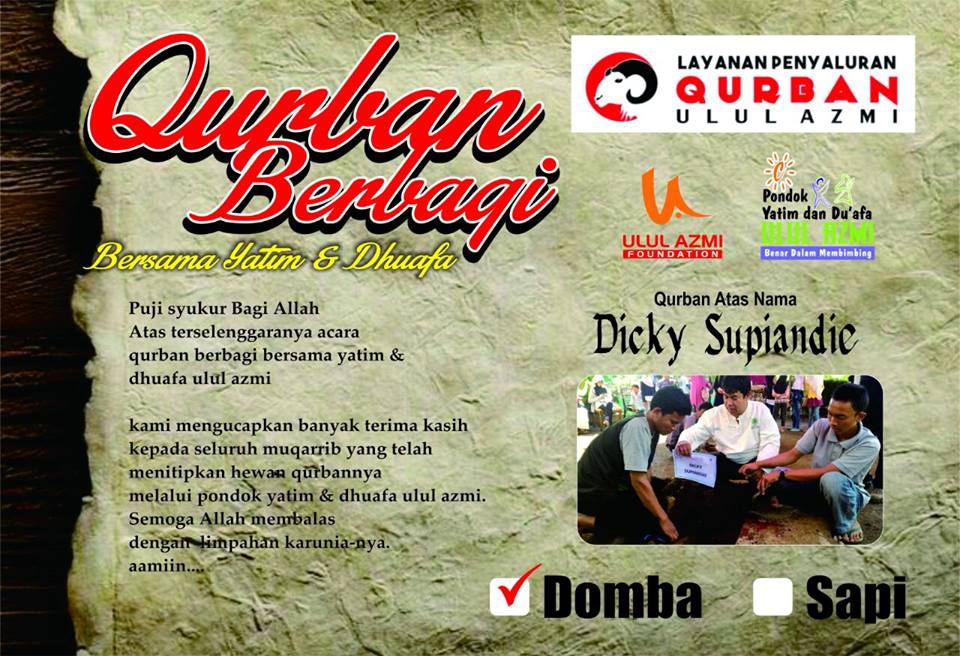 Qurban
Berbagi
Bersama Yatim & Dhuafa
LAYANAN PENYALURAN
QURBAN
ULUL AZMI
ULUL AZMI
FOUNDATION
Pondok
Yatim dan Du'afa
ULUL AZMI
Benar Dalam Membimbing
Puji syukur Bagi Allah
Atas terselenggaranya acara
qurban berbagi bersama yatim &
dhuafa ulul azmi
kami mengucapkan banyak terima kasih
kepada seluruh muqarrib yang telah
menitipkan hewan qurbannya
melalui pondok yatim & dhuafa ulul azmi.
Semoga Allah membalas
dengan limpahan karunia-nya.
aamiin....
Qurban Atas Nama
Dicky Supiandie
DICKY
SUPIANDIE
Domba
Sapi